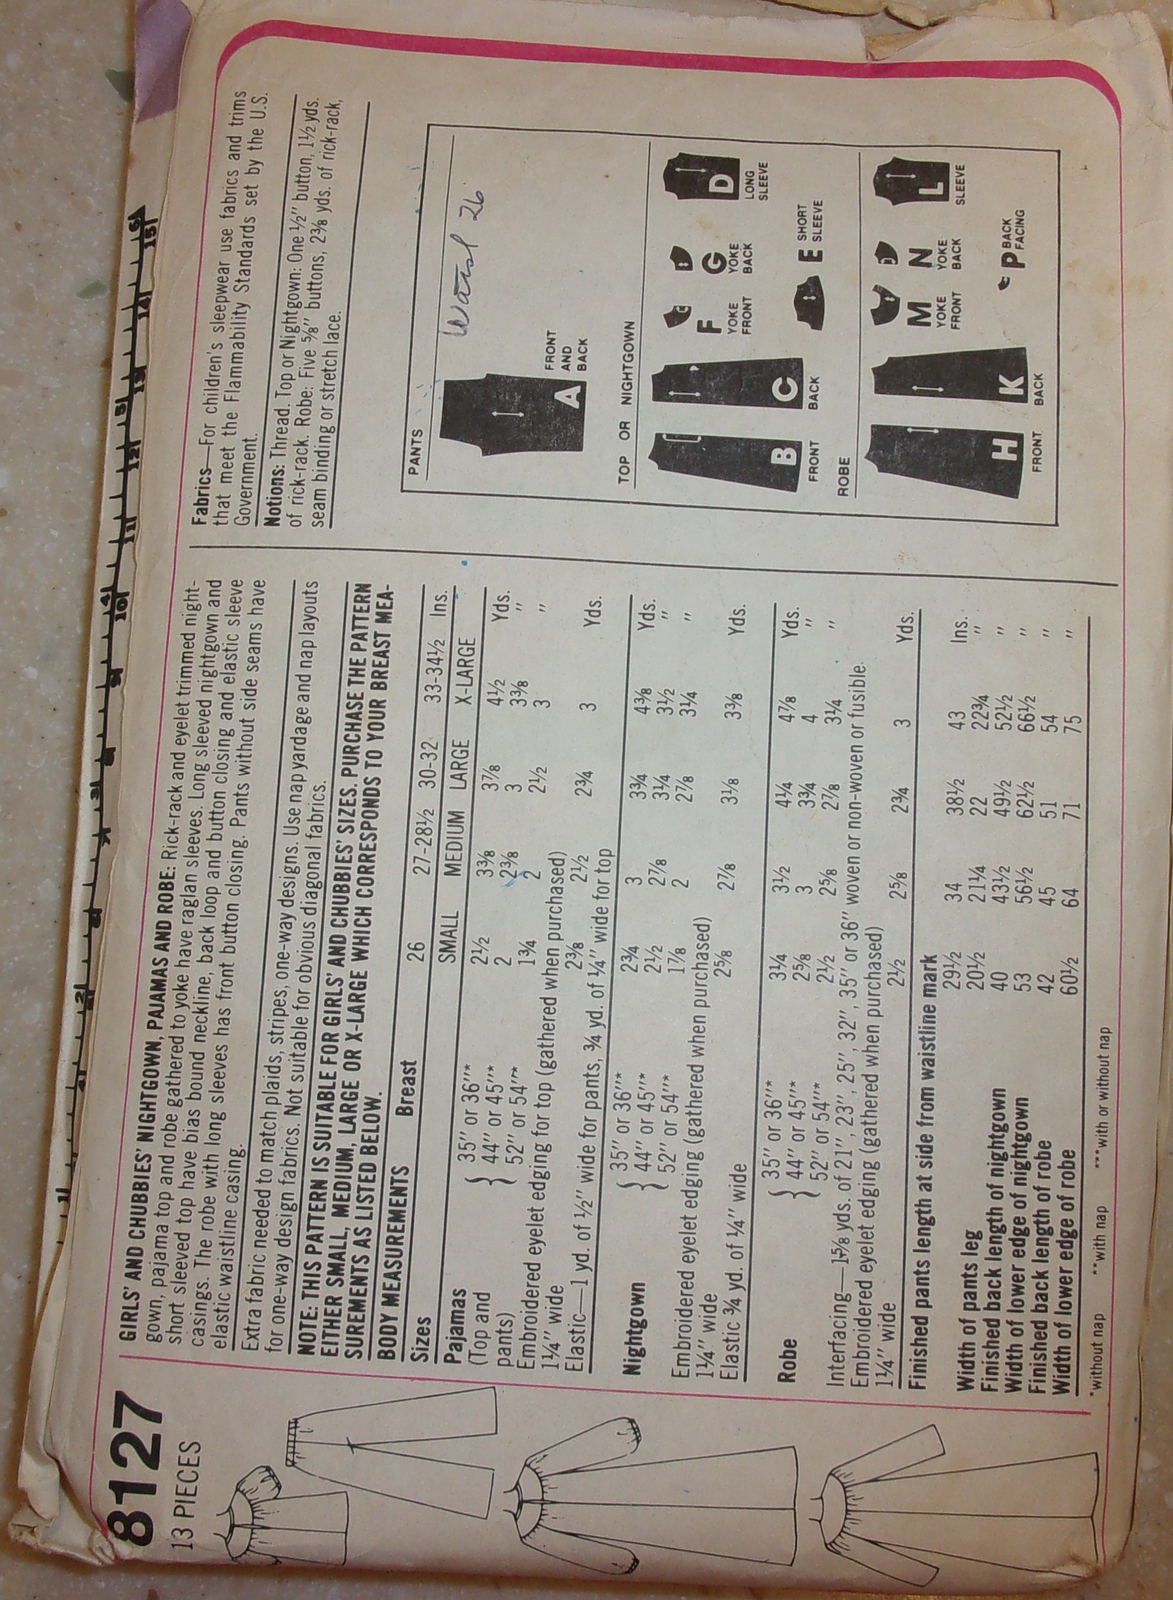 8127
13 PIECES
GIRLS' AND CHUBBIES' NIGHTGOWN, PAJAMAS AND ROBE: Rick-rack and eyelet trimmed night-
gown, pajama top and robe gathered to yoke have raglan sleeves. Long sleeved nightgown and
short sleeved top have bias bound neckline, back loop and button closing and elastic sleeve
casings. The robe with long sleeves has front button closing. Pants without side seams have
elastic waistline casing.
Extra fabric needed to match plaids, stripes, one-way designs. Use nap yardage and nap layouts
for one-way design fabrics. Not suitable for obvious diagonal fabrics.
NOTE: THIS PATTERN IS SUITABLE FOR GIRLS' AND CHUBBIES' SIZES. PURCHASE THE PATTERN
EITHER SMALL, MEDIUM, LARGE OR X-LARGE WHICH CORRESPONDS TO YOUR BREAST MEA-
SUREMENTS AS LISTED BELOW.
BODY MEASUREMENTS Breast 26 27-28½ 30-32 33-34½ Ins.
Sizes SMALL MEDIUM LARGE X-LARGE
Pajamas 35" or 36"* 2½ 3⅜ 3⅞ 4½ Yds.
(Top and { 44" or 45"* 2 2⅜ 3 3⅜ "
pants) 52" or 54"* 1¾ 2 2½ 3 "
Embroidered eyelet edging for top (gathered when purchased)
1¼" wide 2⅜ 2½ 2¾ 3 Yds.
Elastic—1 yd. of ½" wide for pants, ¾ yd. of ¼" wide for top
Nightgown 35" or 36"* 2¾ 3 3¾ 4⅜ Yds.
{ 44" or 45"* 2½ 2⅞ 3¼ 3½ "
52" or 54"* 1⅞ 2 2⅞ 3¼ "
Embroidered eyelet edging (gathered when purchased)
1¼" wide 2⅝ 2⅞ 3⅛ 3⅜ Yds.
Elastic ¾ yd. of ¼" wide
Robe 35" or 36"* 3¼ 3½ 4¼ 4⅞ Yds.
{ 44" or 45"* 2⅝ 3 3¾ 4 "
52" or 54"* 2½ 2⅝ 2⅞ 3¼ "
Interfacing—1⅝ yds. of 21", 23", 25", 32", 35" or 36" woven or non-woven or fusible.
Embroidered eyelet edging (gathered when purchased)
1¼" wide 2½ 2⅝ 2¾ 3 Yds.
Finished pants length at side from waistline mark
29½ 34 38½ 43 Ins.
Width of pants leg 20½ 21¼ 22 22¾ "
Finished back length of nightgown 40 43½ 49½ 52½ "
Width of lower edge of nightgown 53 56½ 62½ 66½ "
Finished back length of robe 42 45 51 54 "
Width of lower edge of robe 60½ 64 71 75 "
*without nap **with nap ***with or without nap
Fabrics—For children's sleepwear use fabrics and trims
that meet the Flammability Standards set by the U.S.
Government.
Notions: Thread. Top or Nightgown: One ½" button, 1½ yds.
of rick-rack. Robe: Five ⅝" buttons, 2⅜ yds. of rick-rack,
seam binding or stretch lace.
PANTS
Waist 26
A FRONT AND BACK
TOP OR NIGHTGOWN
B FRONT
C BACK
F YOKE FRONT
G YOKE BACK
D LONG SLEEVE
E SHORT SLEEVE
ROBE
H FRONT
K BACK
M YOKE FRONT
N YOKE BACK
L SLEEVE
P BACK FACING